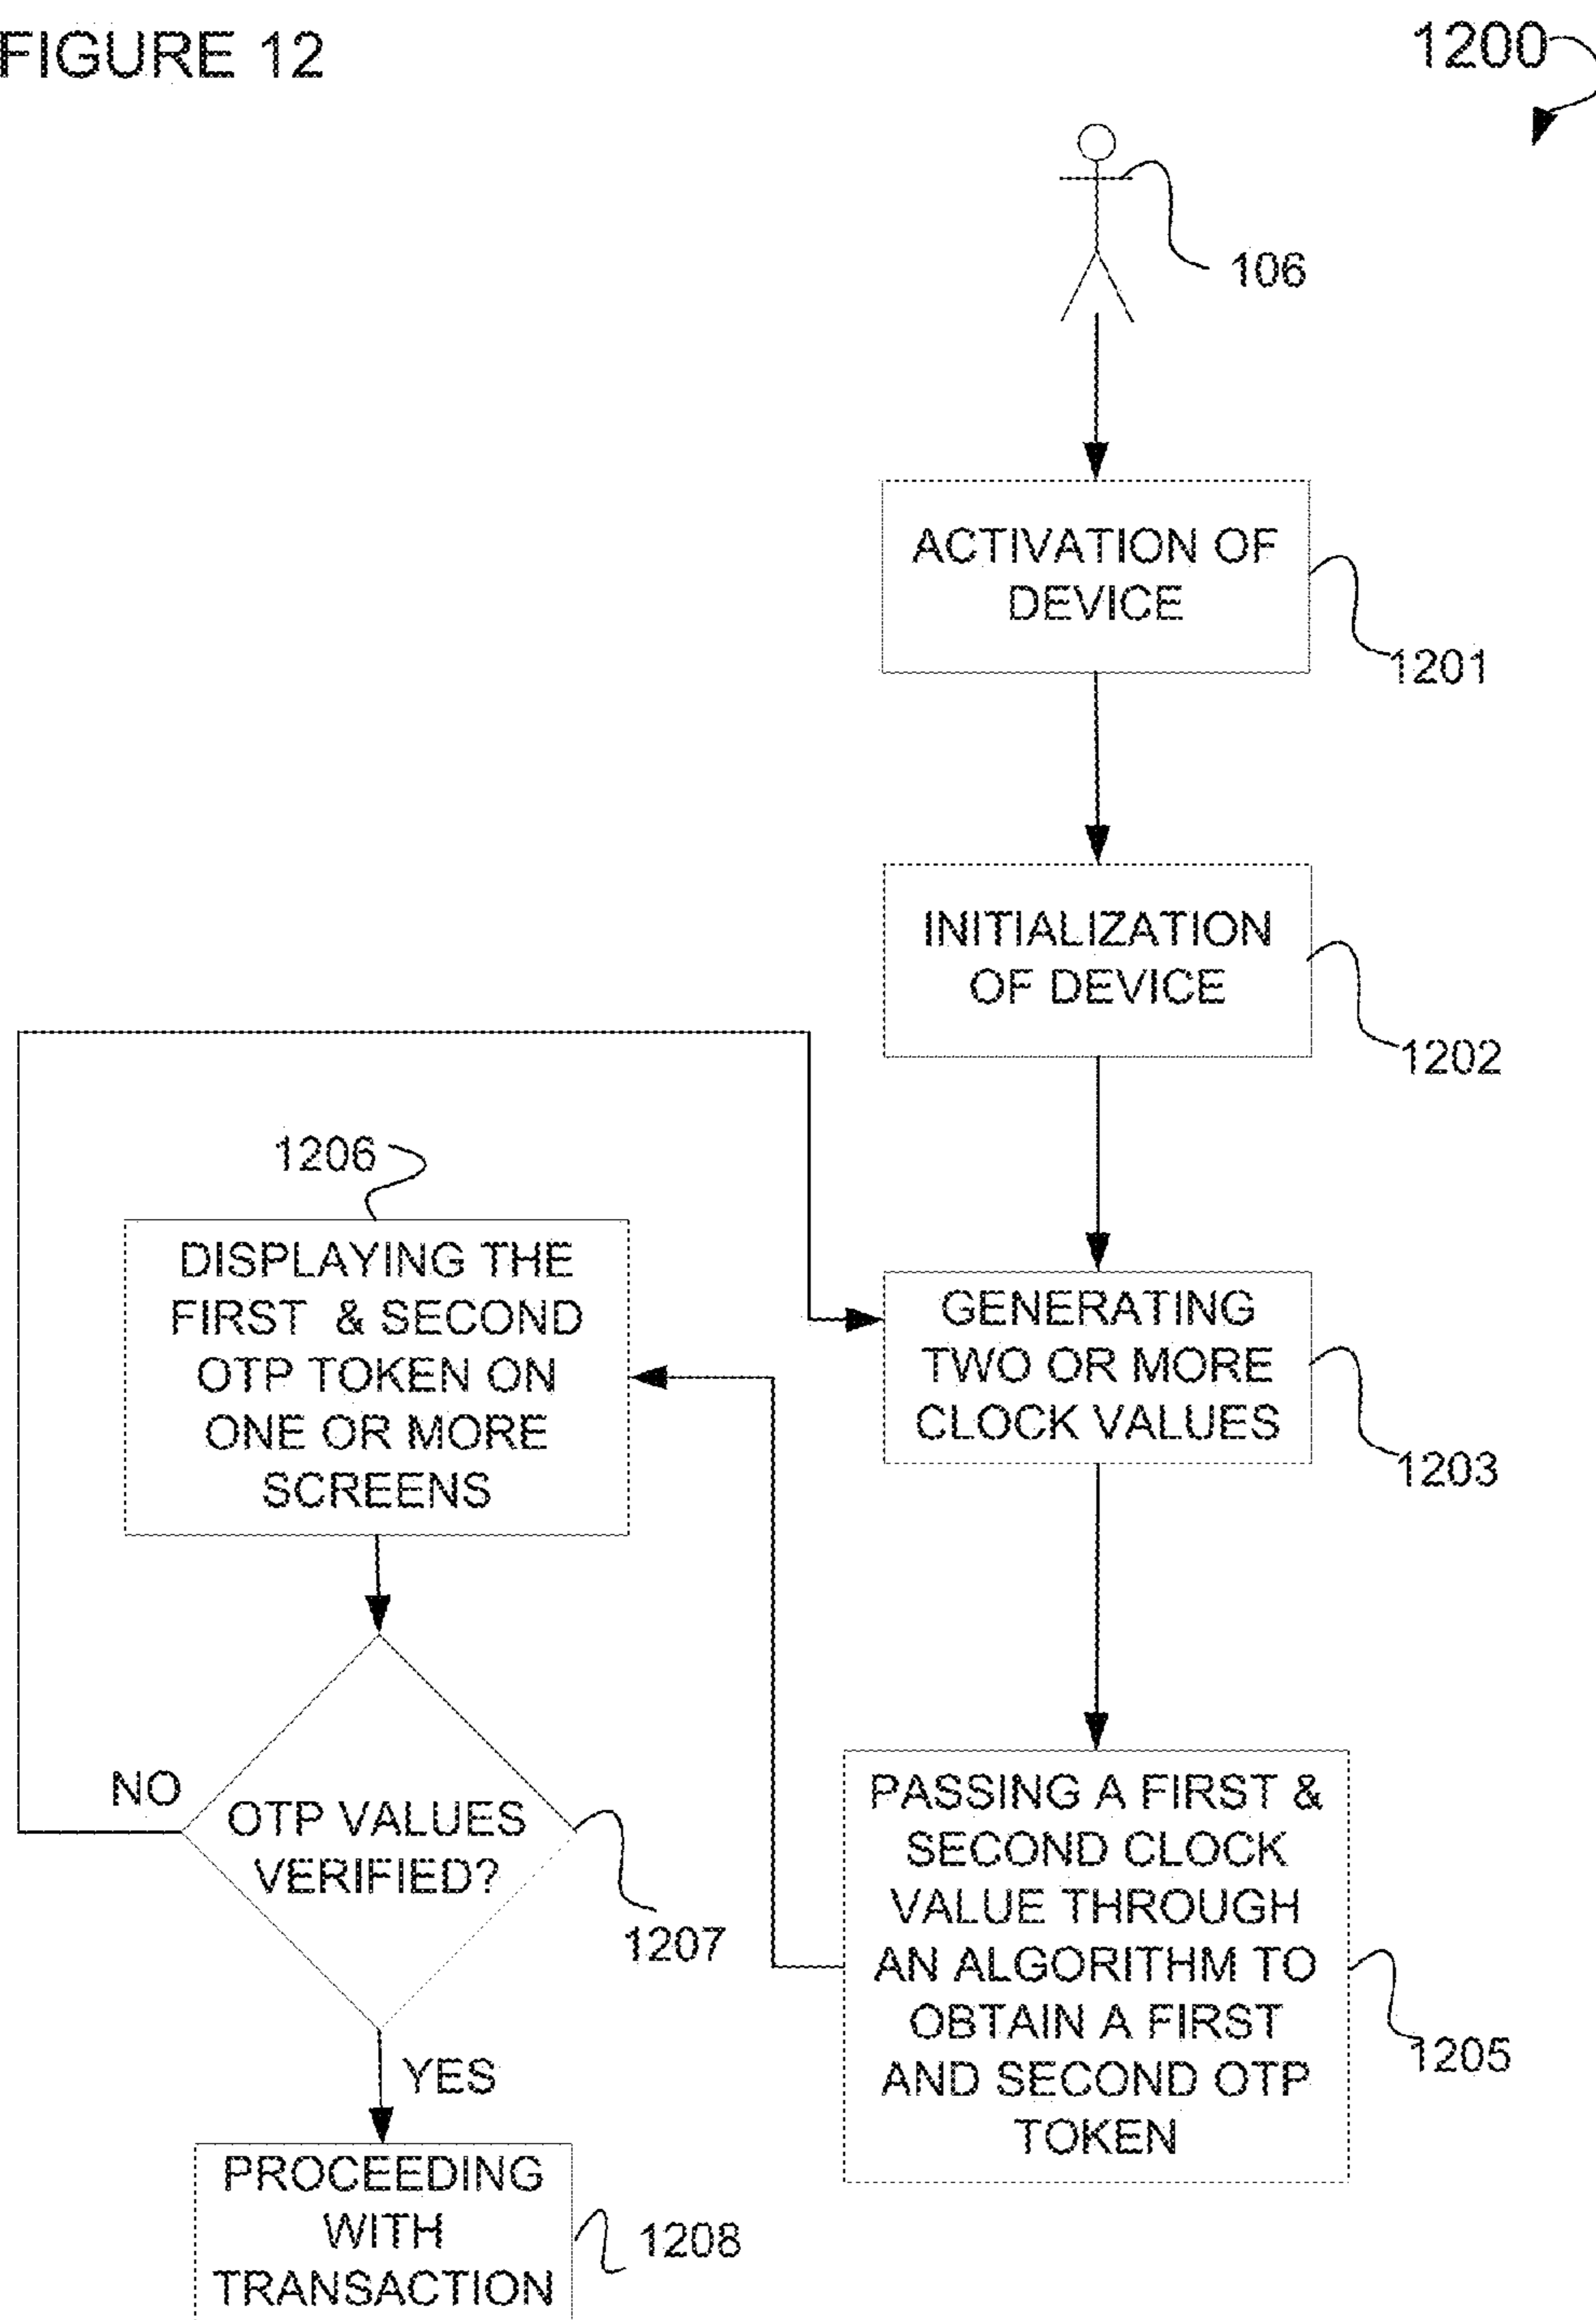 FIGURE 12
1200
106
ACTIVATION OF
DEVICE
1201
INITIALIZATION
OF DEVICE
1202
1206
DISPLAYING THE
FIRST & SECOND
OTP TOKEN ON
ONE OR MORE
SCREENS
GENERATING
TWO OR MORE
CLOCK VALUES
1203
NO
OTP VALUES
VERIFIED?
1207
PASSING A FIRST &
SECOND CLOCK
VALUE THROUGH
AN ALGORITHM TO
OBTAIN A FIRST
AND SECOND OTP
TOKEN
1205
YES
PROCEEDING
WITH
TRANSACTION
1208